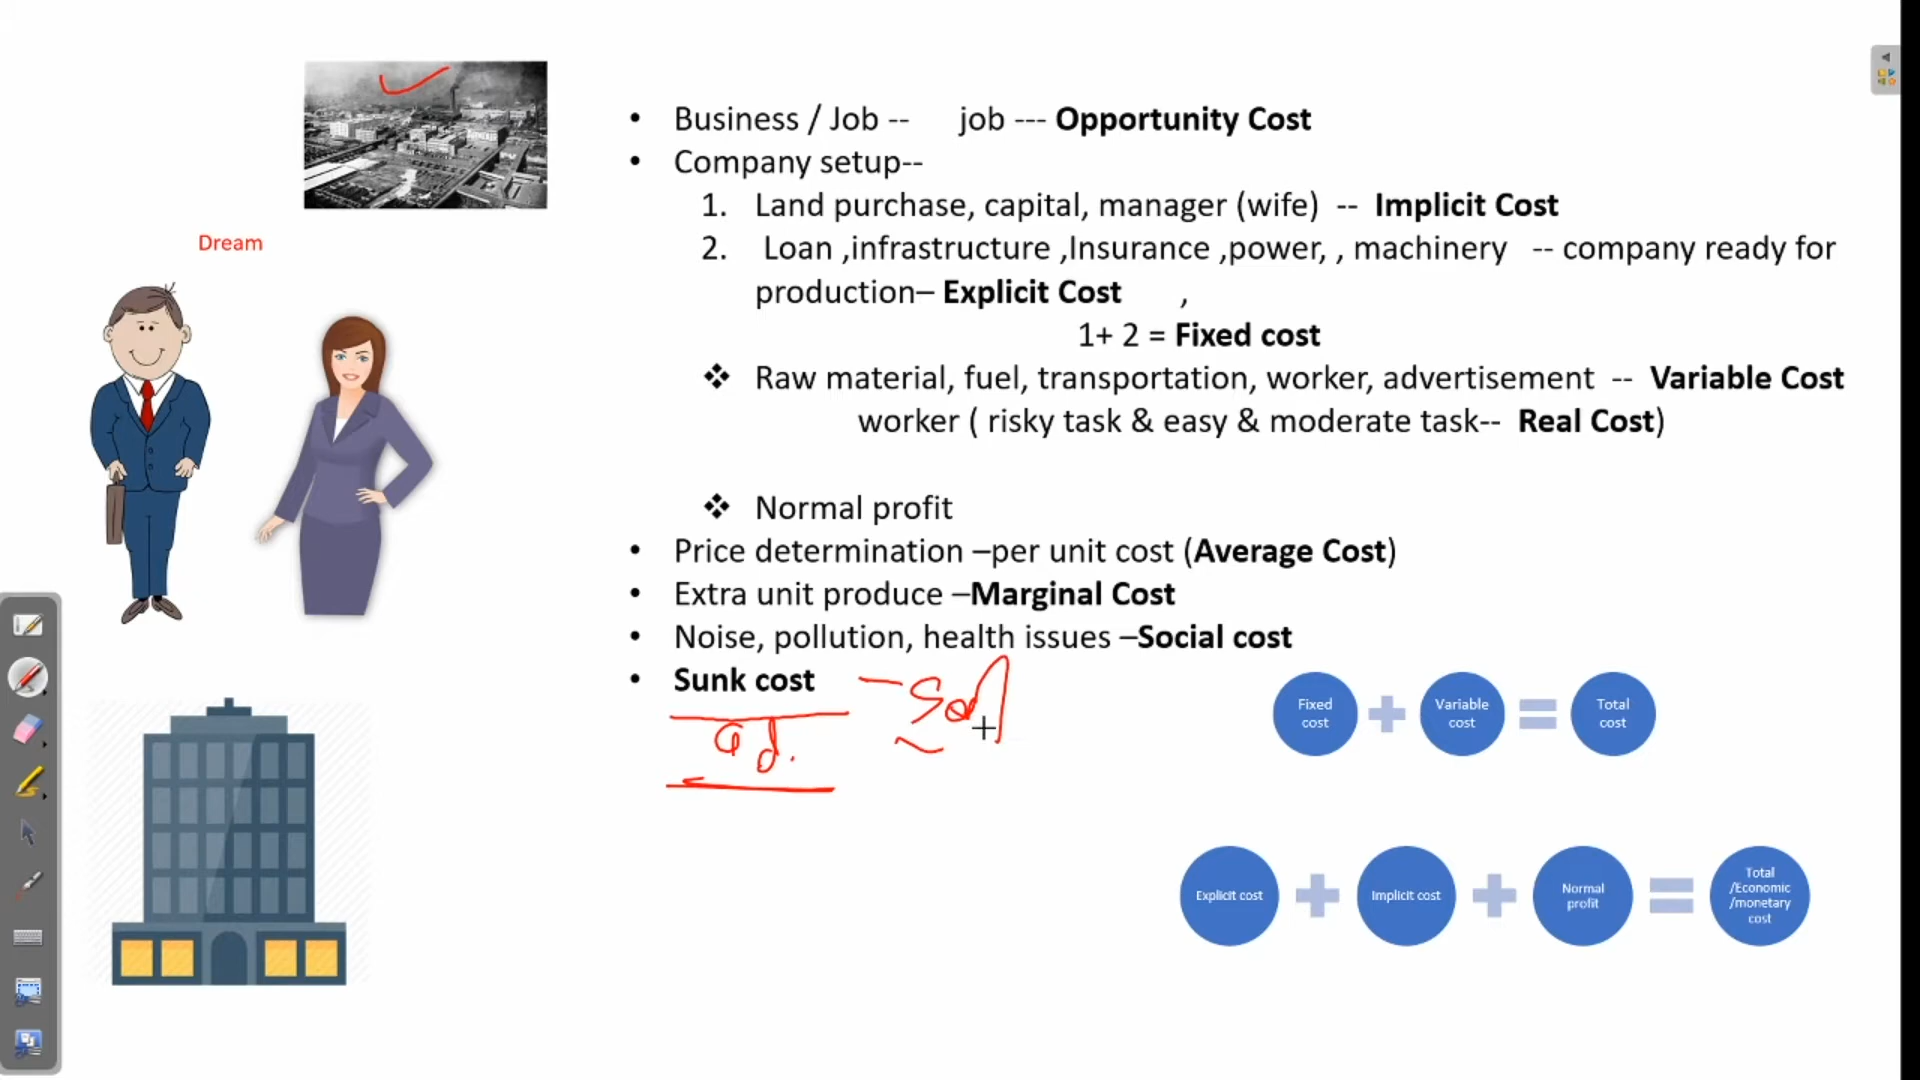 • Business / Job -- job --- Opportunity Cost
• Company setup--
1. Land purchase, capital, manager (wife) -- Implicit Cost
2. Loan ,infrastructure ,Insurance ,power, , machinery -- company ready for
production– Explicit Cost ,
1+ 2 = Fixed cost
❖ Raw material, fuel, transportation, worker, advertisement -- Variable Cost
worker ( risky task & easy & moderate task-- Real Cost)
❖ Normal profit
• Price determination –per unit cost (Average Cost)
• Extra unit produce –Marginal Cost
• Noise, pollution, health issues –Social cost
• Sunk cost
ad.
Dream
Fixed
cost
Variable
cost
Total
cost
Explicit cost
Implicit cost
Normal
profit
Total
/Economic
/monetary
cost